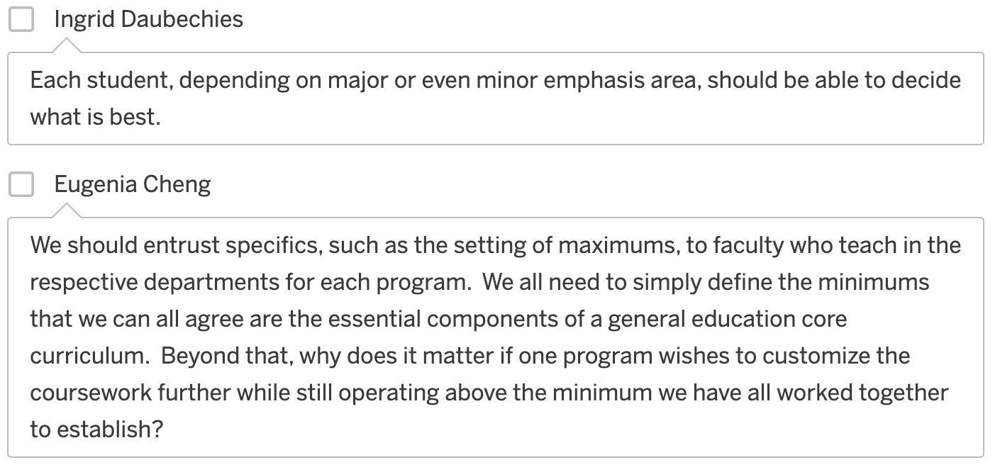 Ingrid Daubechies
Each student, depending on major or even minor emphasis area, should be able to decide
what is best.
Eugenia Cheng
We should entrust specifics, such as the setting of maximums, to faculty who teach in the
respective departments for each program.  We all need to simply define the minimums
that we can all agree are the essential components of a general education core
curriculum.  Beyond that, why does it matter if one program wishes to customize the
coursework further while still operating above the minimum we have all worked together
to establish?